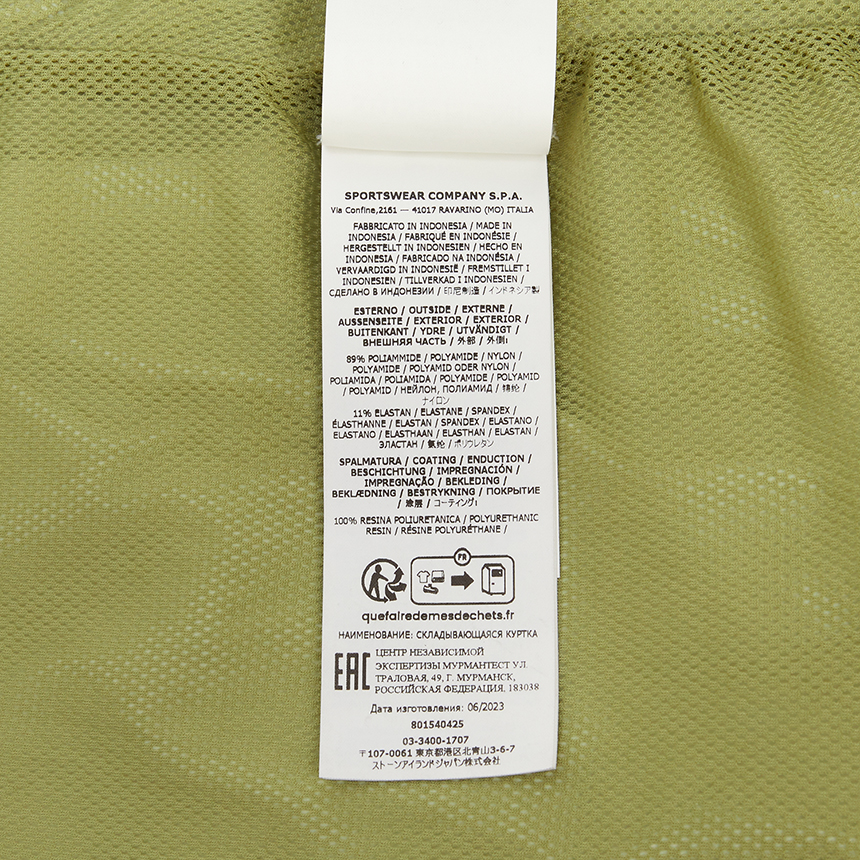 SPORTSWEAR COMPANY S.P.A.
Via Confine,2161 — 41017 RAVARINO (MO) ITALIA
FABBRICATO IN INDONESIA / MADE IN
INDONESIA / FABRIQUÉ EN INDONÉSIE /
HERGESTELLT IN INDONESIEN / HECHO EN
INDONESIA / FABRICADO NA INDONÉSIA /
VERVAARDIGD IN INDONESIË / FREMSTILLET I
INDONESIEN / TILLVERKAD I INDONESIEN /
СДЕЛАНО В ИНДОНЕЗИИ / 印尼制造 / インドネシア製
ESTERNO / OUTSIDE / EXTERNE /
AUSSENSEITE / EXTERIOR / EXTERIOR /
BUITENKANT / YDRE / UTVÄNDIGT /
ВНЕШНЯЯ ЧАСТЬ / 外部 / 外側:
89% POLIAMMIDE / POLYAMIDE / NYLON /
POLYAMIDE / POLYAMID ODER NYLON /
POLIAMIDA / POLIAMIDA / POLYAMIDE / POLYAMID
/ POLYAMID / НЕЙЛОН, ПОЛИАМИД / 锦纶 /
ナイロン
11% ELASTAN / ELASTANE / SPANDEX /
ÉLASTHANNE / ELASTAN / SPANDEX / ELASTANO /
ELASTANO / ELASTHAAN / ELASTHAN / ELASTAN /
ЭЛАСТАН / 氨纶 / ポリウレタン
SPALMATURA / COATING / ENDUCTION /
BESCHICHTUNG / IMPREGNACIÓN /
IMPREGNAÇÃO / BEKLEDING /
BEKLÆDNING / BESTRYKNING / ПОКРЫТИЕ
/ 涂层 / コーティング:
100% RESINA POLIURETANICA / POLYURETHANIC
RESIN / RÉSINE POLYURÉTHANE /
FR
quefairedemesdechets.fr
НАИМЕНОВАНИЕ: СКЛАДЫВАЮЩАЯСЯ КУРТКА
EAC
ЦЕНТР НЕЗАВИСИМОЙ
ЭКСПЕРТИЗЫ МУРМАНТЕСТ УЛ.
ТРАЛОВАЯ, 49, Г. МУРМАНСК,
РОССИЙСКАЯ ФЕДЕРАЦИЯ, 183038
Дата изготовления: 06/2023
801540425
03-3400-1707
〒107-0061 東京都港区北青山3-6-7
ストーンアイランドジャパン株式会社